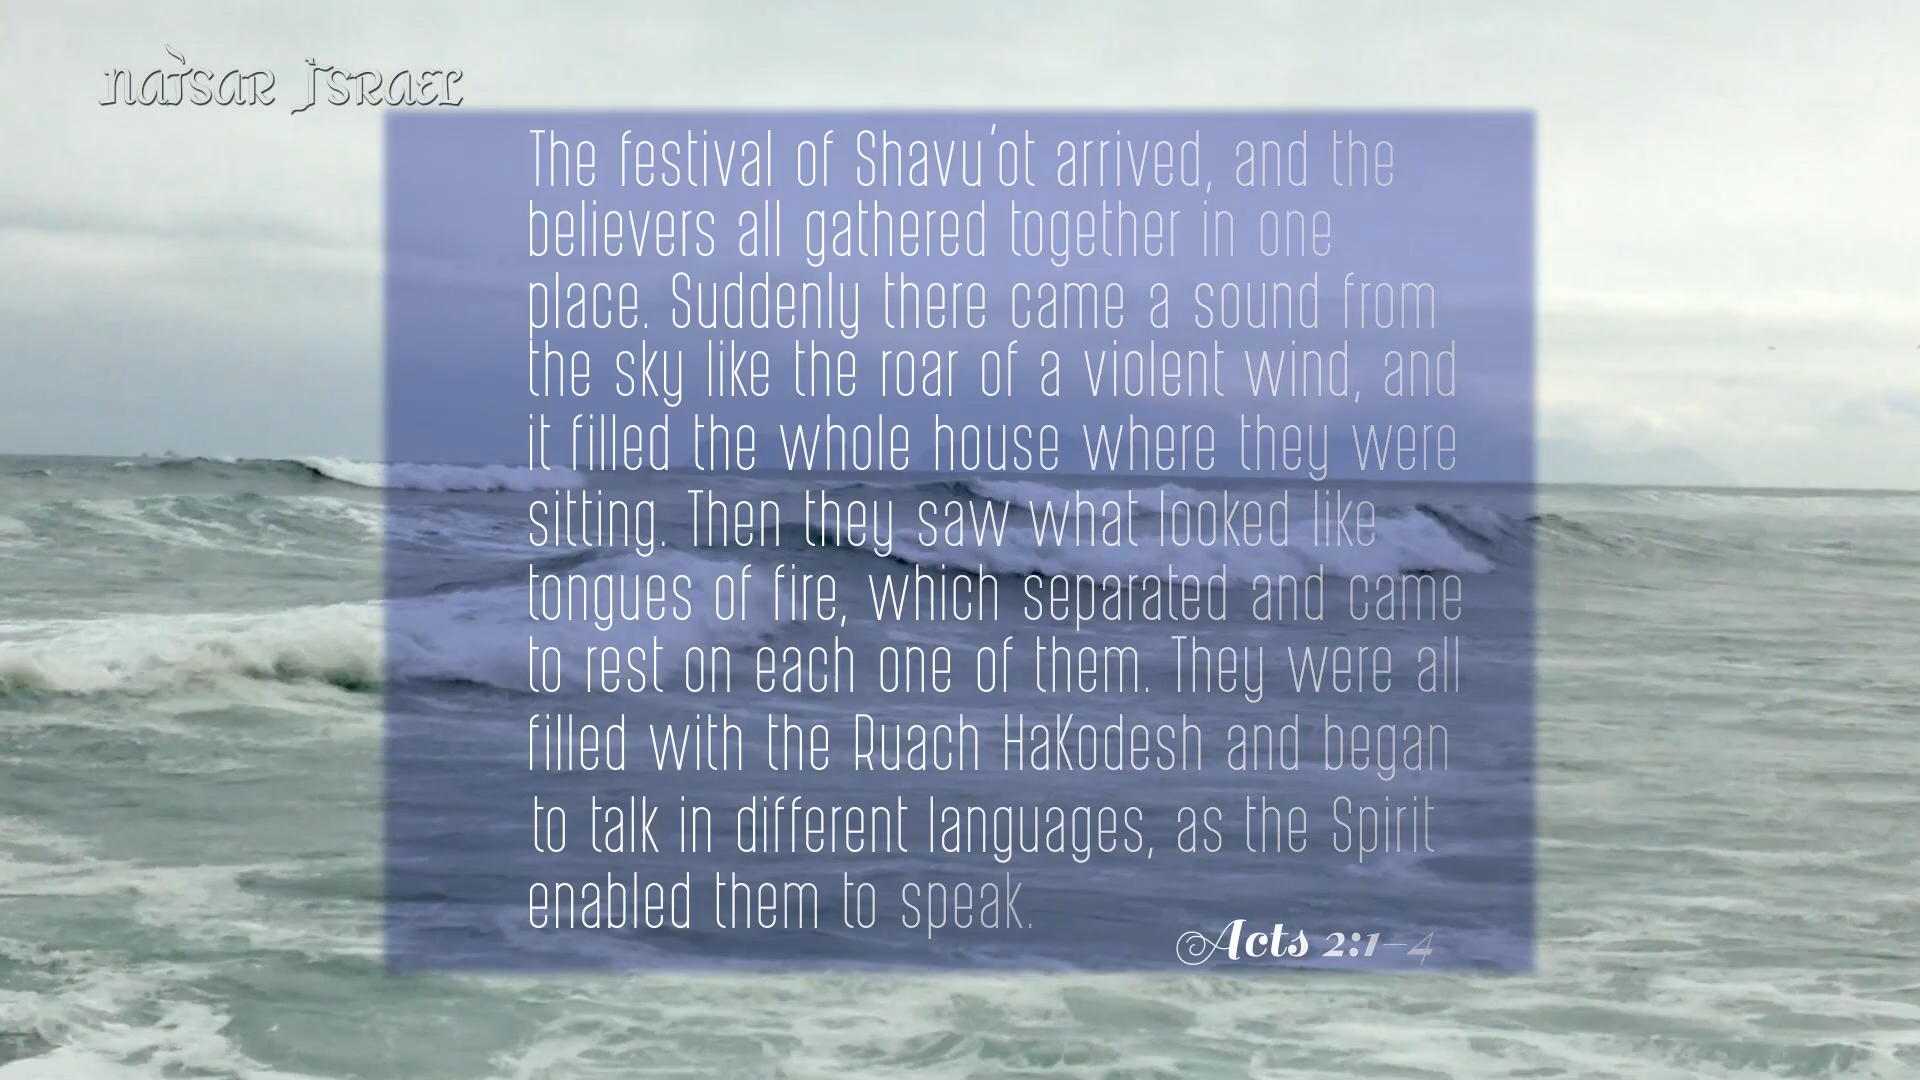 NATSAR ISRAEL
The festival of Shavu‘ot arrived, and the
believers all gathered together in one
place. Suddenly there came a sound from
the sky like the roar of a violent wind, and
it filled the whole house where they were
sitting. Then they saw what looked like
tongues of fire, which separated and came
to rest on each one of them. They were all
filled with the Ruach HaKodesh and began
to talk in different languages, as the Spirit
enabled them to speak.
Acts 2:1–4